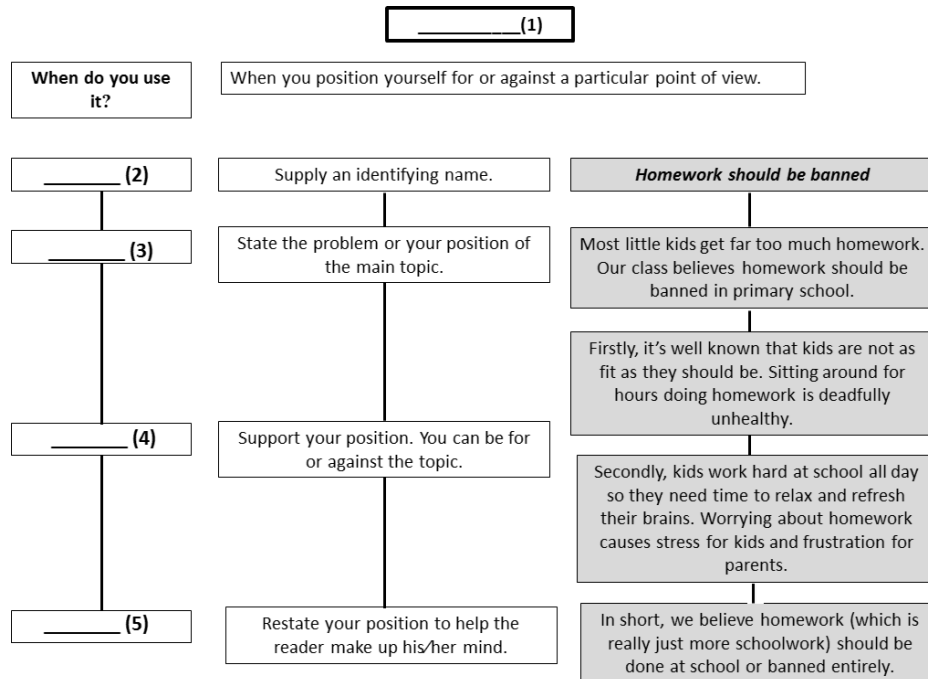 __________(1)
When do you use
it?
When you position yourself for or against a particular point of view.
________ (2)
Supply an identifying name.
Homework should be banned
________ (3)
State the problem or your position of
the main topic.
Most little kids get far too much homework.
Our class believes homework should be
banned in primary school.
Firstly, it's well known that kids are not as
fit as they should be. Sitting around for
hours doing homework is deadfully
unhealthy.
________ (4)
Support your position. You can be for
or against the topic.
Secondly, kids work hard at school all day
so they need time to relax and refresh
their brains. Worrying about homework
causes stress for kids and frustration for
parents.
________ (5)
Restate your position to help the
reader make up his/her mind.
In short, we believe homework (which is
really just more schoolwork) should be
done at school or banned entirely.